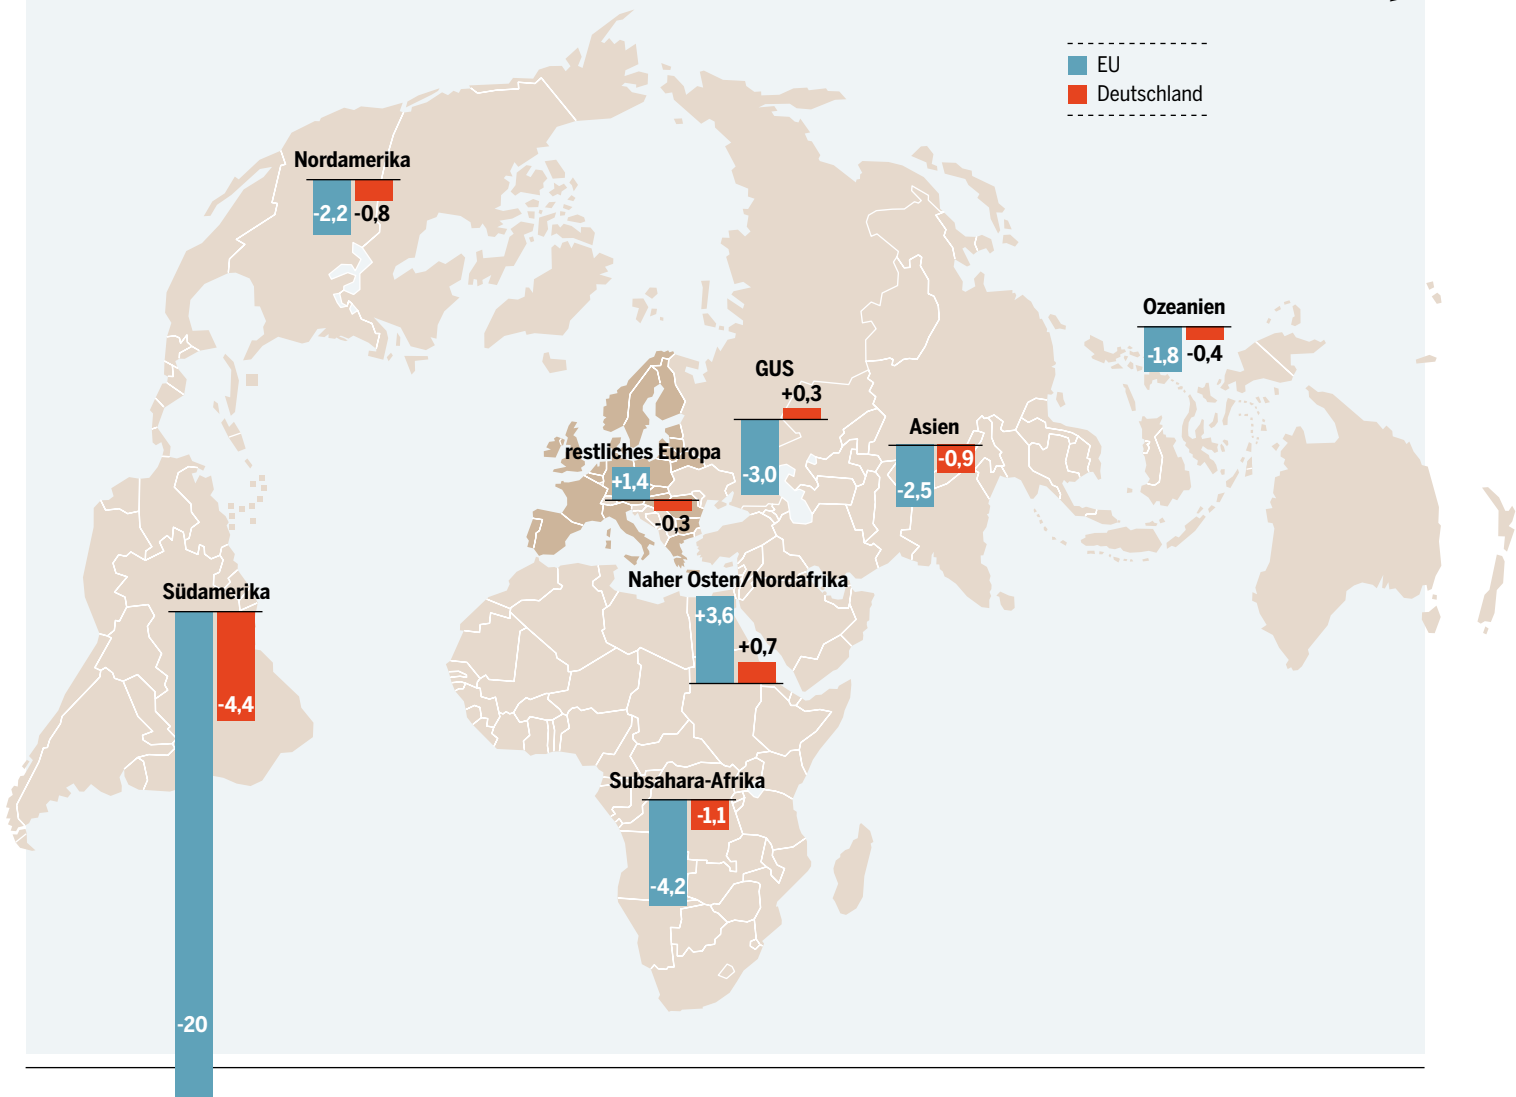 EU
Deutschland
Nordamerika
-2,2 -0,8
Ozeanien
-1,8 -0,4
GUS
+0,3
-3,0
Asien
-0,9
-2,5
restliches Europa
+1,4
-0,3
Naher Osten/Nordafrika
+3,6
+0,7
Südamerika
-4,4
-20
Subsahara-Afrika
-1,1
-4,2